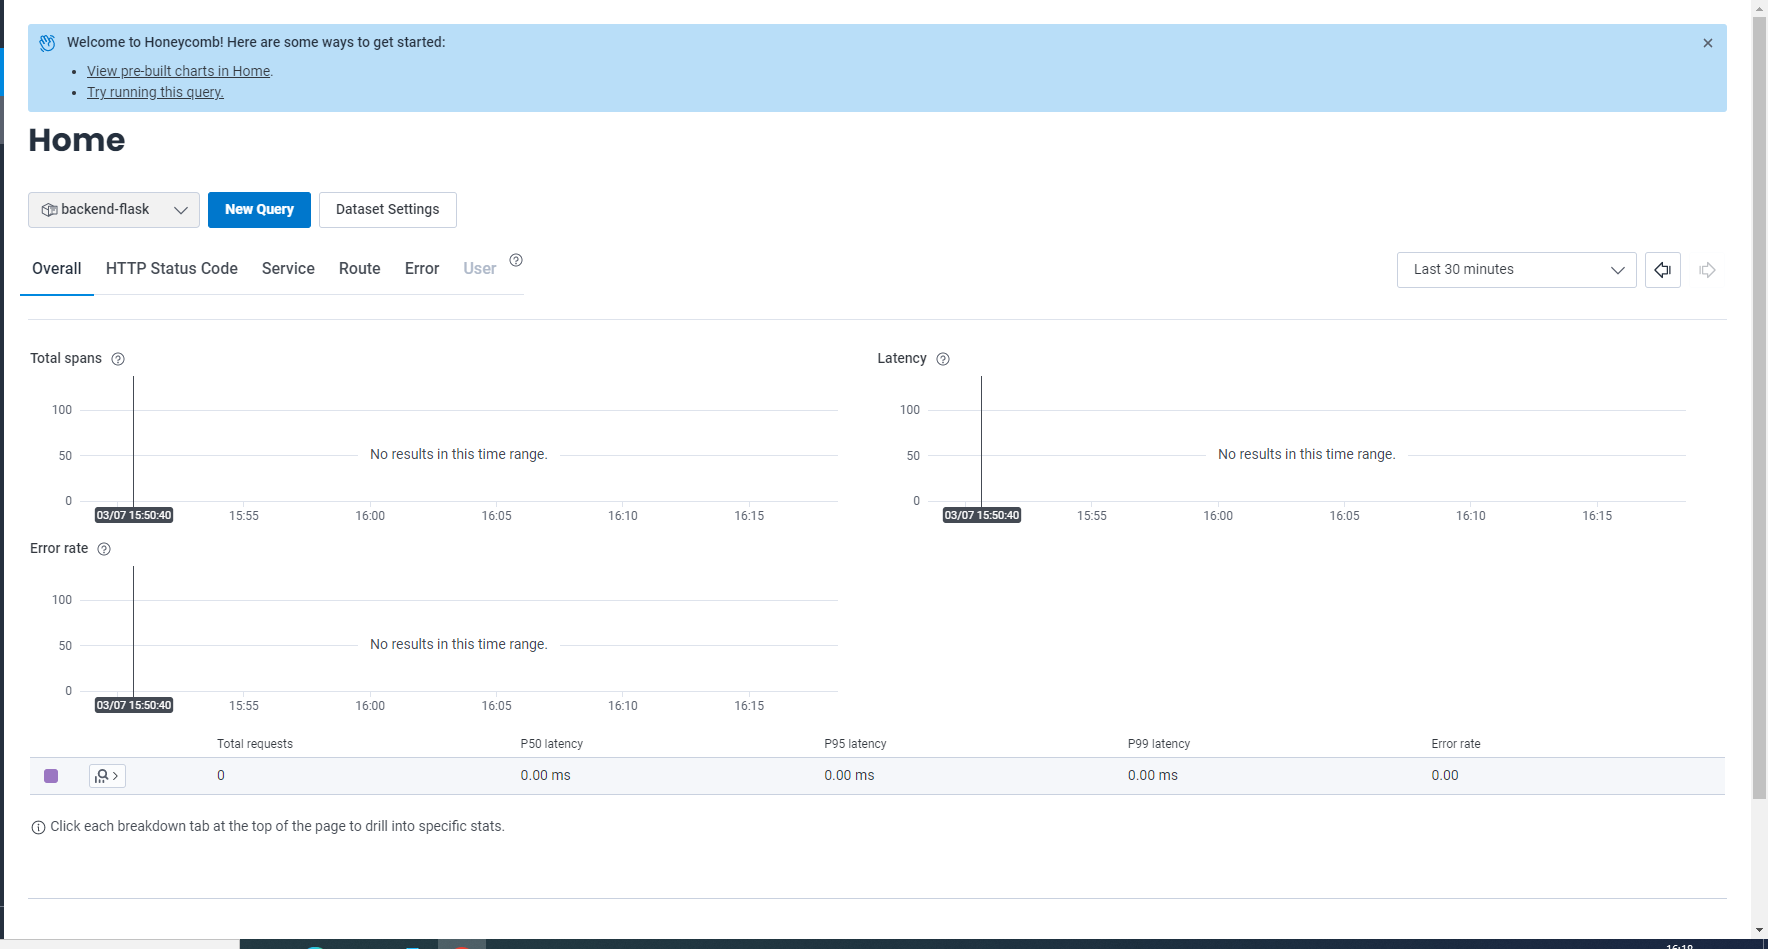 Welcome to Honeycomb! Here are some ways to get started:
• View pre-built charts in Home.
• Try running this query.
Home
backend-flask New Query Dataset Settings
Overall HTTP Status Code Service Route Error User
Last 30 minutes
Total spans
100
50
0
No results in this time range.
03/07 15:50:40 15:55 16:00 16:05 16:10 16:15
Latency
100
50
0
No results in this time range.
03/07 15:50:40 15:55 16:00 16:05 16:10 16:15
Error rate
100
50
0
No results in this time range.
03/07 15:50:40 15:55 16:00 16:05 16:10 16:15
Total requests P50 latency P95 latency P99 latency Error rate
0 0.00 ms 0.00 ms 0.00 ms 0.00
Click each breakdown tab at the top of the page to drill into specific stats.